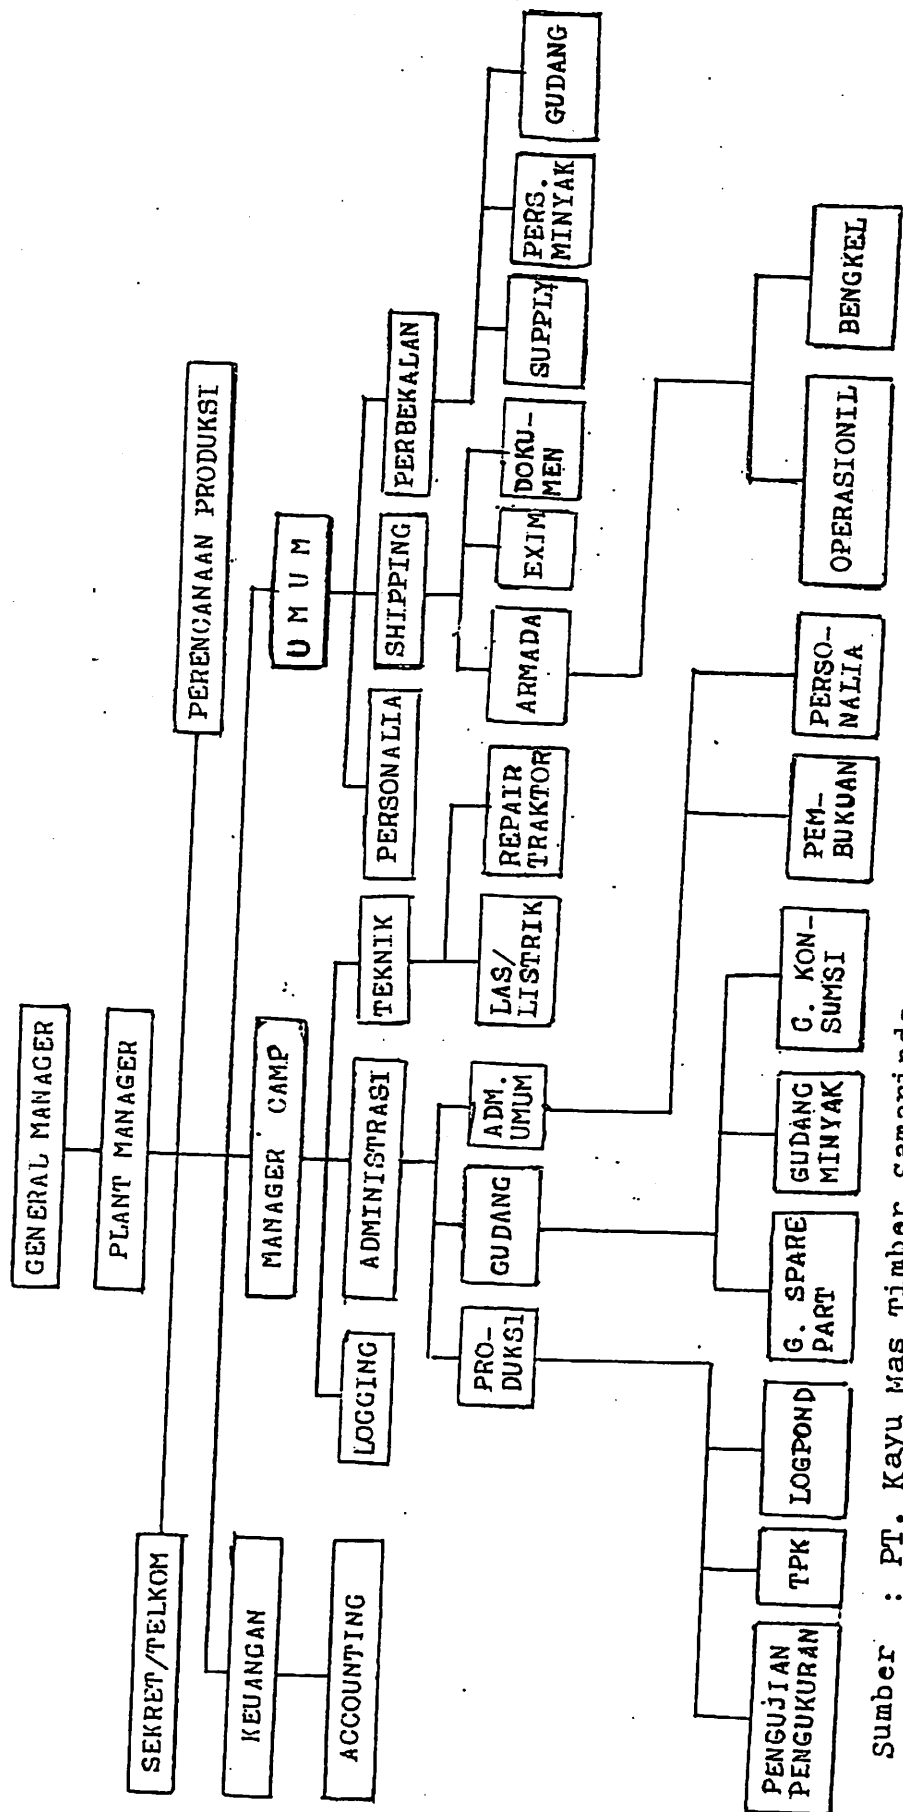 GENERAL MANAGER
PLANT MANAGER
SEKRET/TELKOM
PERENCANAAN PRODUKSI
KEUANGAN
MANAGER CAMP
U M U M
ACCOUNTING
LOGGING
ADMINISTRASI
TEKNIK
PERSONALIA
SHIPPING
PERBEKALAN
PRO-
DUKSI
GUDANG
ADM.
UMUM
LAS/
LISTRIK
REPAIR
TRAKTOR
ARMADA
EXIM
DOKU-
MEN
SUPPLY
PERS.
MINYAK
GUDANG
PENGUJIAN
PENGUKURAN
TPK
LOGPOND
G. SPARE
PART
GUDANG
MINYAK
G. KON-
SUMSI
PEM-
BUKUAN
PERSO-
NALIA
OPERASIONIL
BENGKEL
Sumber : PT. Kayu Mas Timber Samarinda